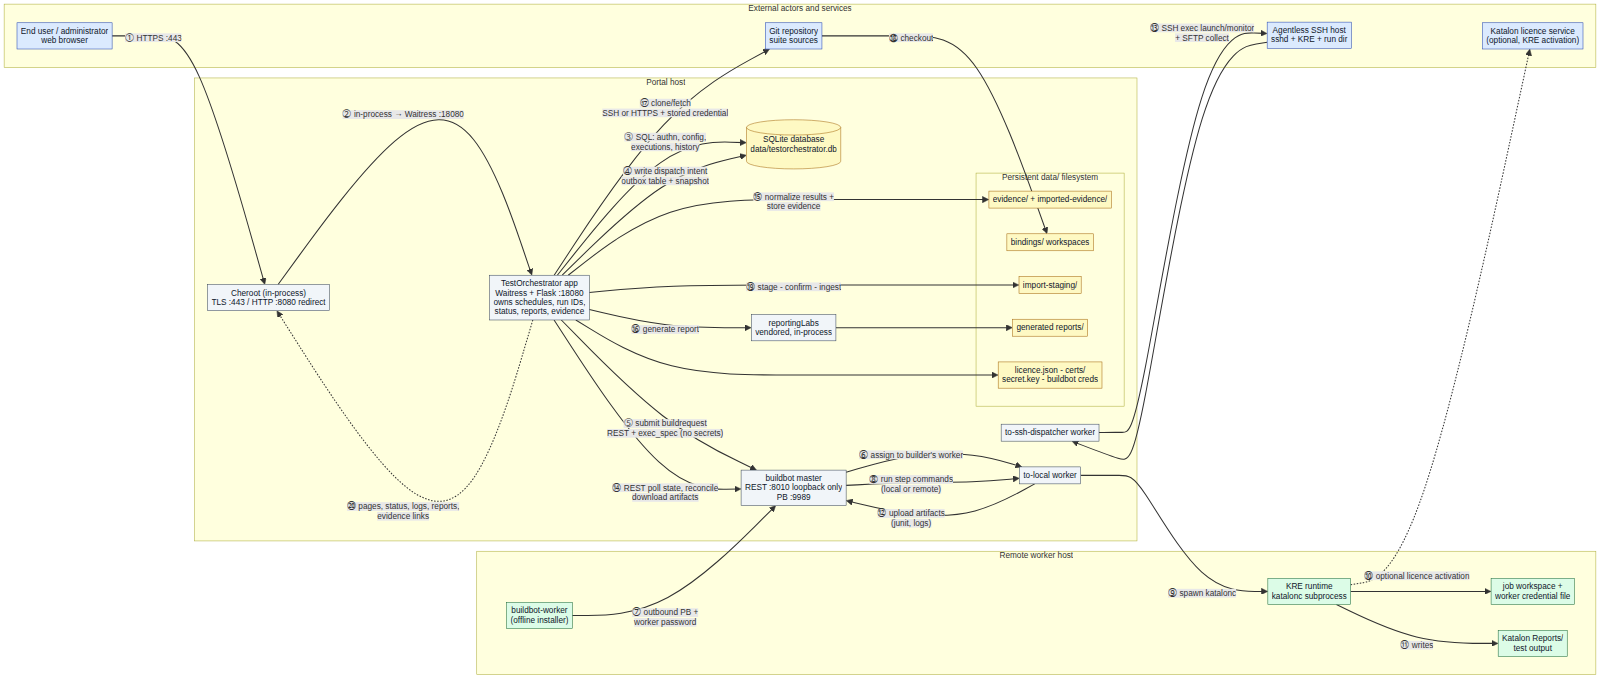 External actors and services
End user / administrator
web browser
① HTTPS :443
Git repository
suite sources
checkout
⑬ SSH exec launch/monitor
+ SFTP collect
Agentless SSH host
sshd + KRE + run dir
Katalon licence service
(optional, KRE activation)
Portal host
② in-process → Waitress :18080
⑰ clone/fetch
SSH or HTTPS + stored credential
③ SQL: authn, config,
executions, history
SQLite database
data/testorchestrator.db
④ write dispatch intent
outbox table + snapshot
Persistent data/ filesystem
⑮ normalize results +
store evidence
evidence/ + imported-evidence/
bindings/ workspaces
Cheroot (in-process)
TLS :443 / HTTP :8080 redirect
TestOrchestrator app
Waitress + Flask :18080
owns schedules, run IDs,
status, reports, evidence
⑲ stage - confirm - ingest
import-staging/
⑯ generate report
reportingLabs
vendored, in-process
generated reports/
licence.json - certs/
secret.key - buildbot creds
⑤ submit buildrequest
REST + exec_spec (no secrets)
to-ssh-dispatcher worker
⑥ assign to builder's worker
buildbot master
REST :8010 loopback only
PB :9989
to-local worker
⑧ run step commands
(local or remote)
⑭ REST poll state, reconcile
download artifacts
⑫ upload artifacts
(junit, logs)
⑳ pages, status, logs, reports,
evidence links
Remote worker host
buildbot-worker
(offline installer)
⑦ outbound PB +
worker password
⑨ spawn katalonc
KRE runtime
katalonc subprocess
⑩ optional licence activation
job workspace +
worker credential file
⑪ writes
Katalon Reports/
test output